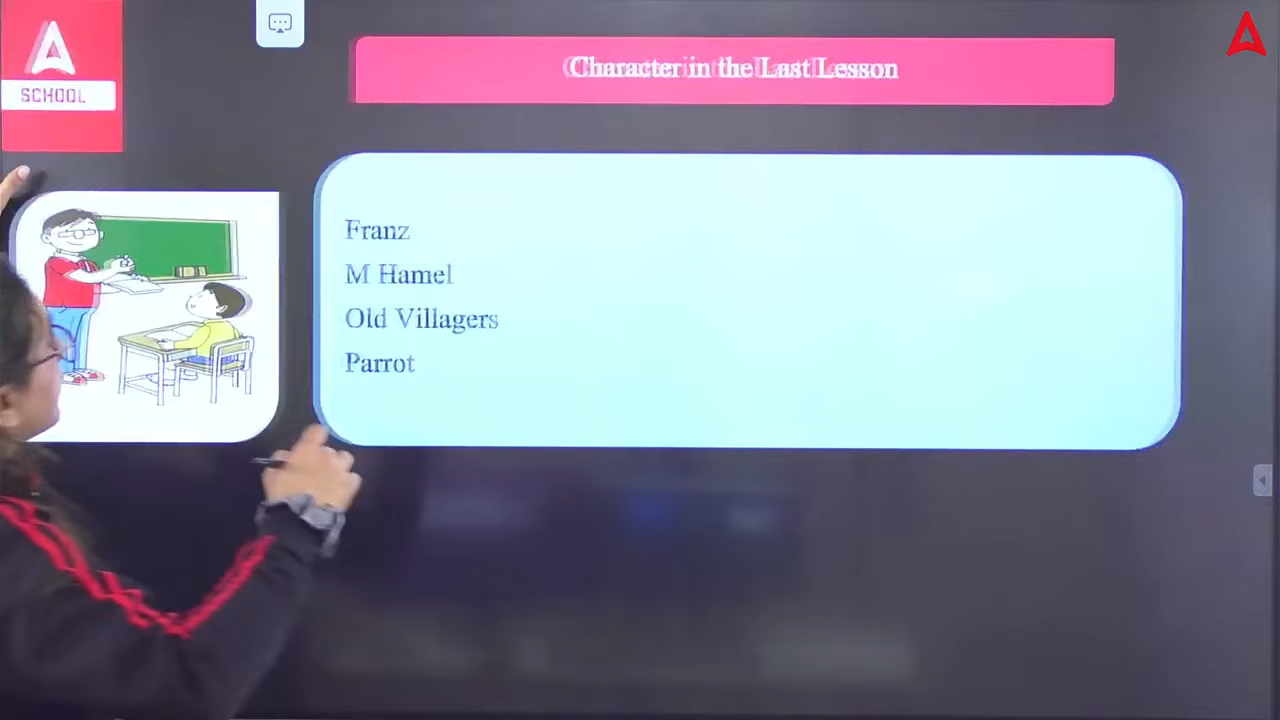 SCHOOL
Character in the Last Lesson
Franz
M Hamel
Old Villagers
Parrot